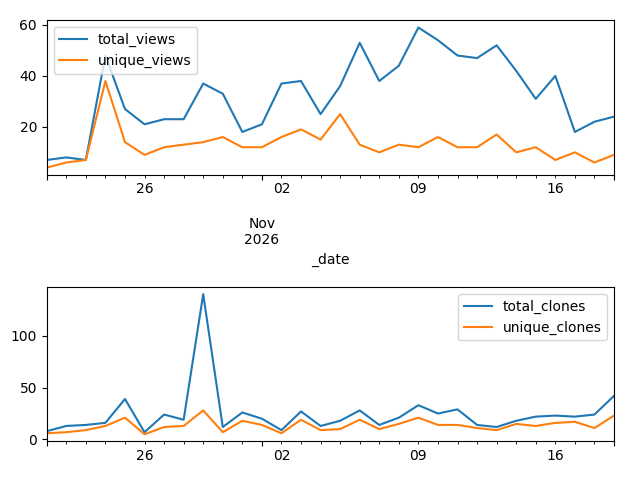 60
40
20
total_views
unique_views
26
02
09
16
Nov
2026
_date
100
50
0
total_clones
unique_clones
26
02
09
16